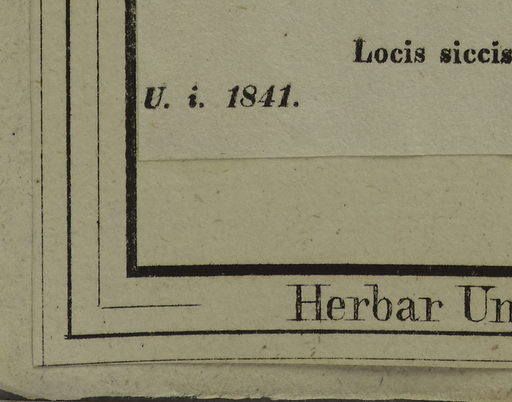 Locis siccis
U. i. 1841.
Herbar Un